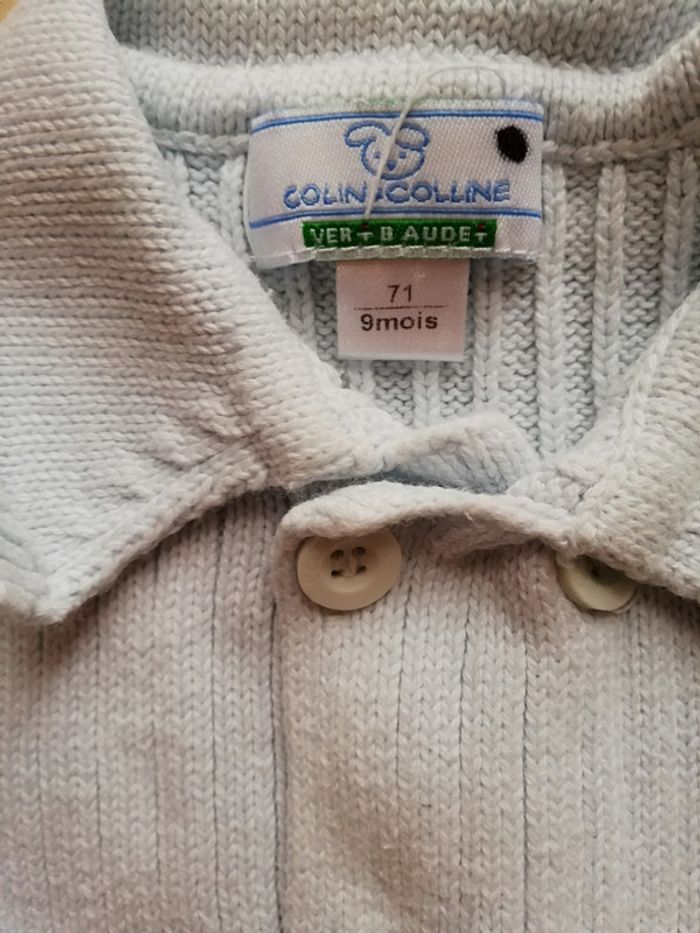 COLIN COLLINE
VERTBAUDET
71
9mois